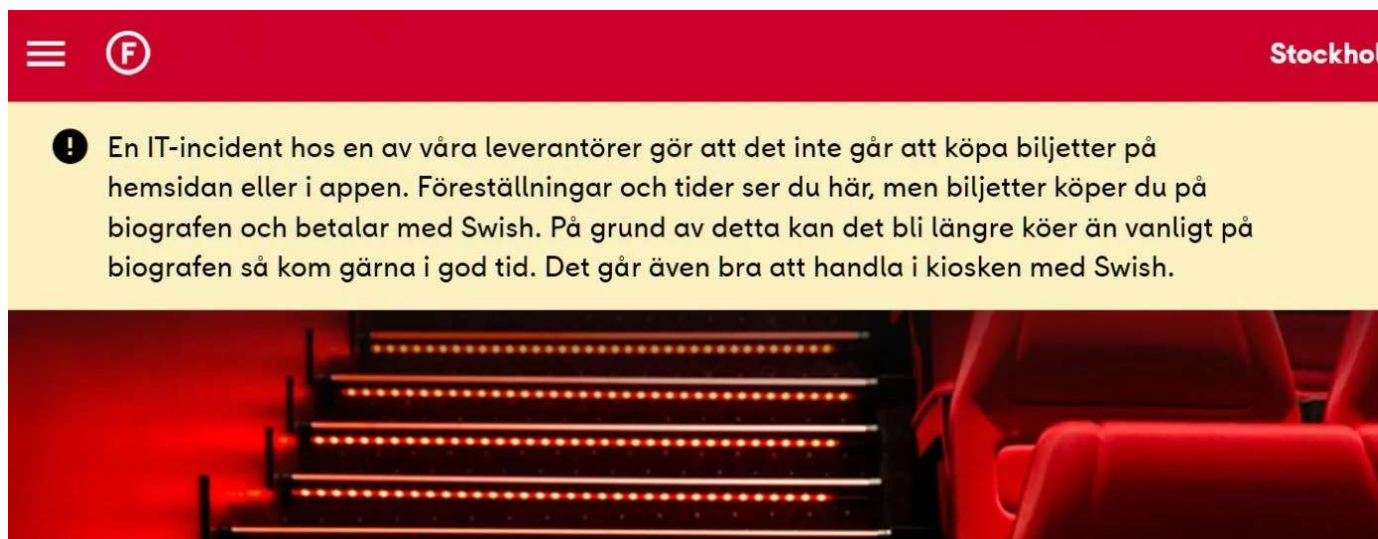 F
Stockhol
En IT-incident hos en av våra leverantörer gör att det inte går att köpa biljetter på
hemsidan eller i appen. Föreställningar och tider ser du här, men biljetter köper du på
biografen och betalar med Swish. På grund av detta kan det bli längre köer än vanligt på
biografen så kom gärna i god tid. Det går även bra att handla i kiosken med Swish.